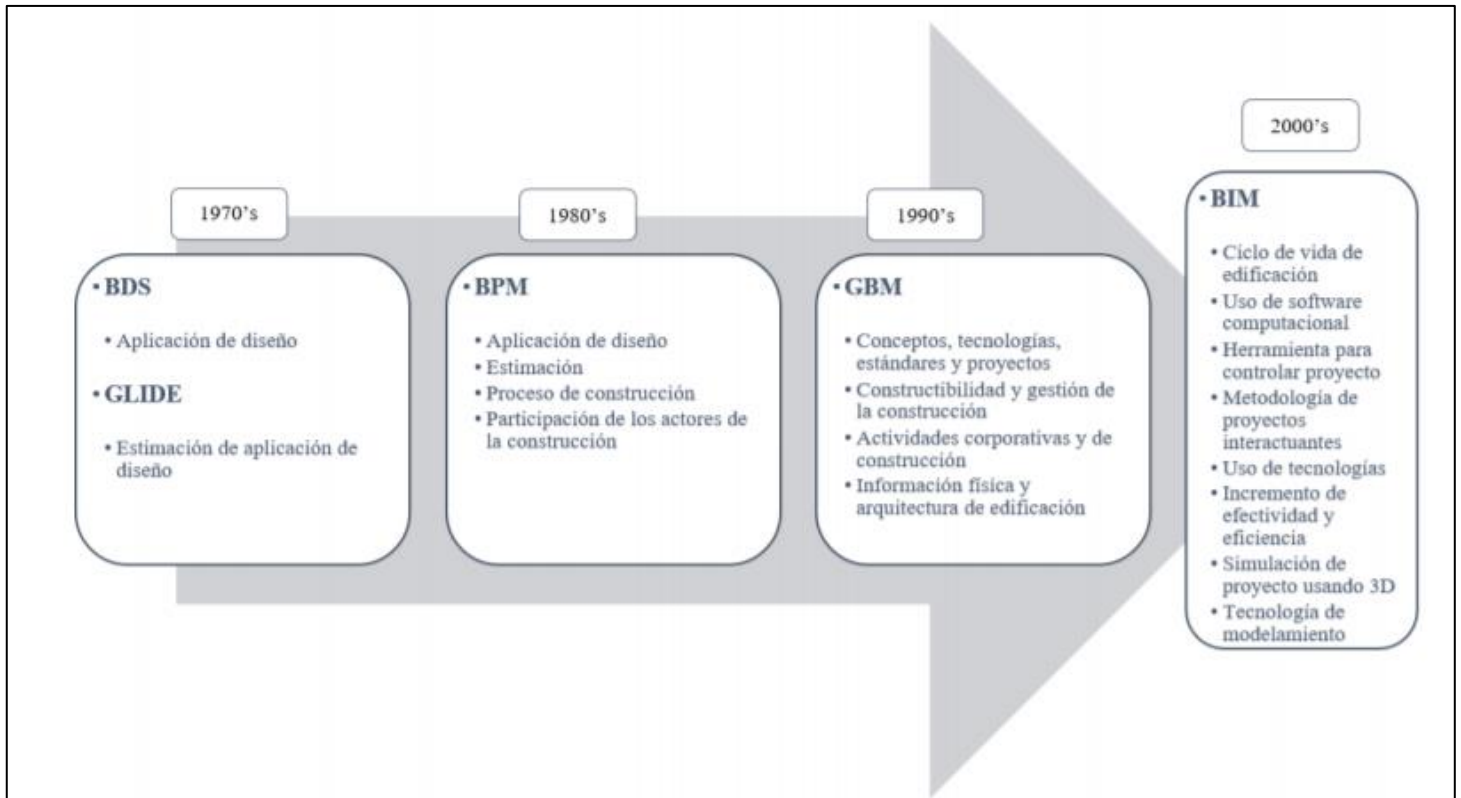 1970's
• BDS
• Aplicación de diseño
• GLIDE
• Estimación de aplicación de
diseño
1980's
• BPM
• Aplicación de diseño
• Estimación
• Proceso de construcción
• Participación de los actores de
la construcción
1990's
• GBM
• Conceptos, tecnologías,
estándares y proyectos
• Constructibilidad y gestión de
la construcción
• Actividades corporativas y de
construcción
• Información física y
arquitectura de edificación
2000's
• BIM
• Ciclo de vida de
edificación
• Uso de software
computacional
• Herramienta para
controlar proyecto
• Metodología de
proyectos
interactuantes
• Uso de tecnologías
• Incremento de
efectividad y
eficiencia
• Simulación de
proyecto usando 3D
• Tecnología de
modelamiento